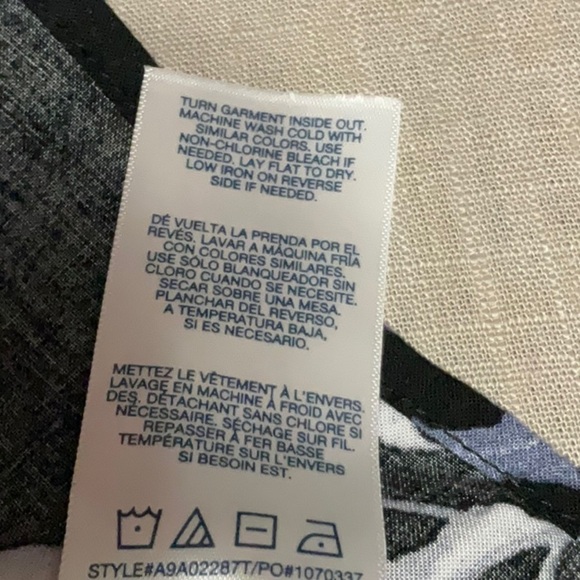 TURN GARMENT INSIDE OUT.
MACHINE WASH COLD WITH
SIMILAR COLORS. USE
NON-CHLORINE BLEACH IF
NEEDED. LAY FLAT TO DRY.
LOW IRON ON REVERSE
SIDE IF NEEDED.
DÉ VUELTA LA PRENDA POR EL
REVÉS. LAVAR A MÁQUINA FRÍA
CON COLORES SIMILARES.
USE SÓLO BLANQUEADOR SIN
CLORO CUANDO SE NECESITE.
SECAR SOBRE UNA MESA.
PLANCHAR DEL REVERSO,
A TEMPERATURA BAJA,
SI ES NECESARIO.
METTEZ LE VÊTEMENT À L'ENVERS.
LAVAGE EN MACHINE À FROID AVEC
DES. DÉTACHANT SANS CHLORE SI
NÉCESSAIRE. SÉCHAGE SUR FIL.
REPASSER À FER BASSE
TEMPÉRATURE SUR L'ENVERS
SI BESOIN EST.
STYLE#A9A02287T/PO#1070337